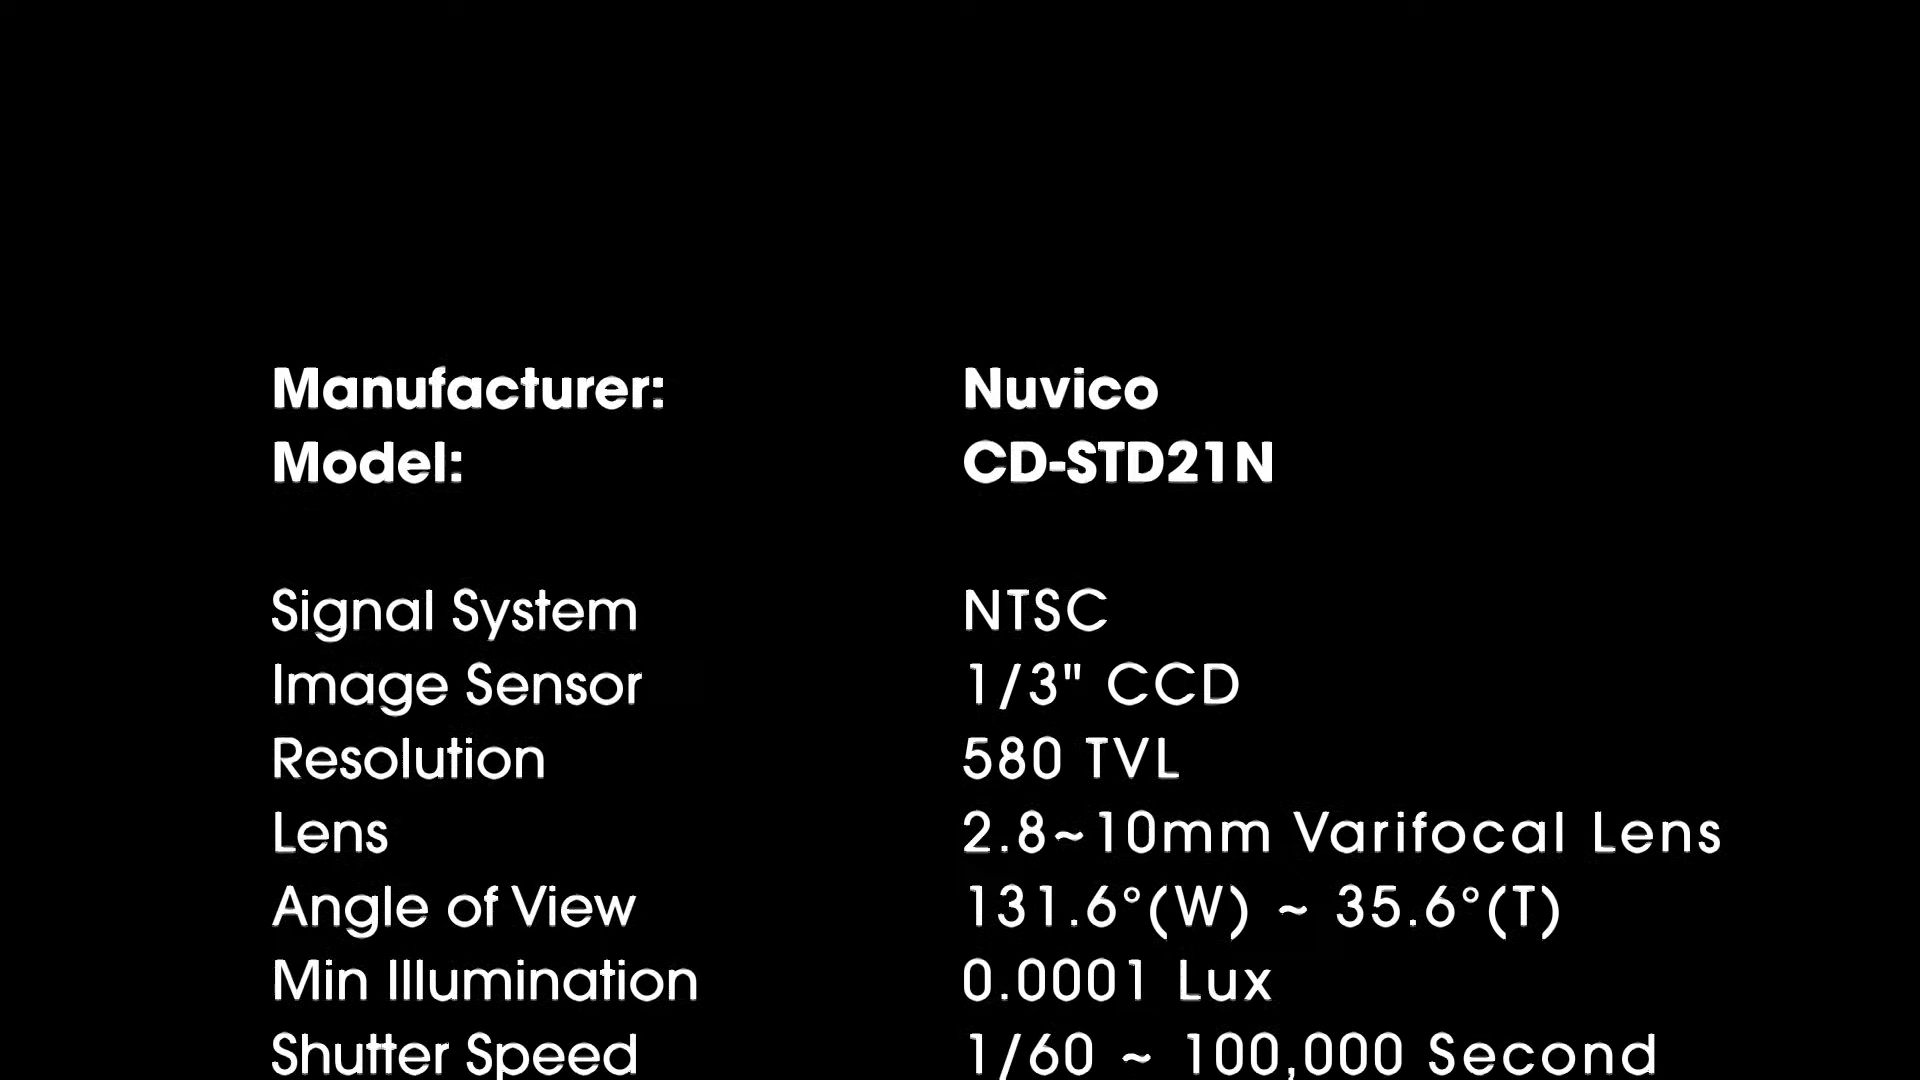 Manufacturer: Nuvico
Model: CD-STD21N
Signal System NTSC
Image Sensor 1/3" CCD
Resolution 580 TVL
Lens 2.8~10mm Varifocal Lens
Angle of View 131.6°(W) ~ 35.6°(T)
Min Illumination 0.0001 Lux
Shutter Speed 1/60 ~ 100,000 Second